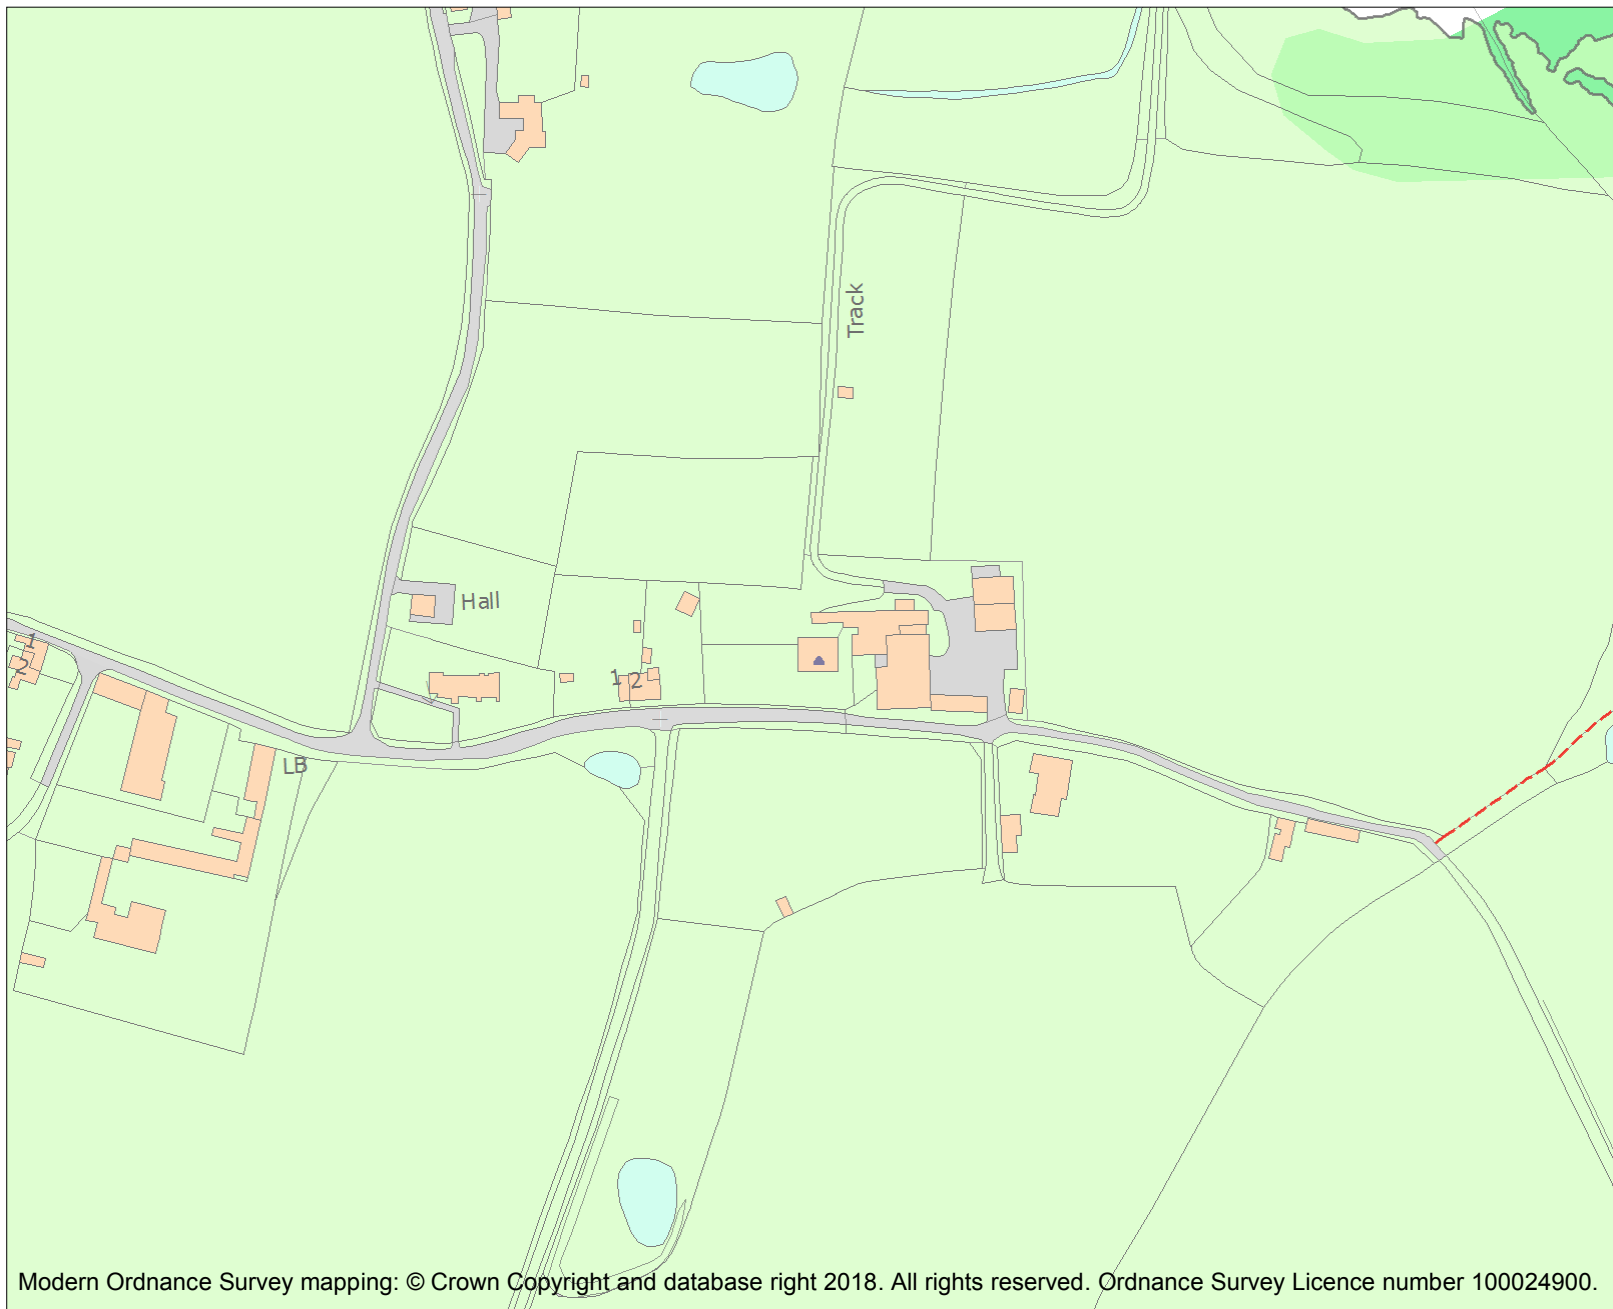 Track
Hall
1
2
1 2
LB
Modern Ordnance Survey mapping: © Crown Copyright and database right 2018. All rights reserved. Ordnance Survey Licence number 100024900.